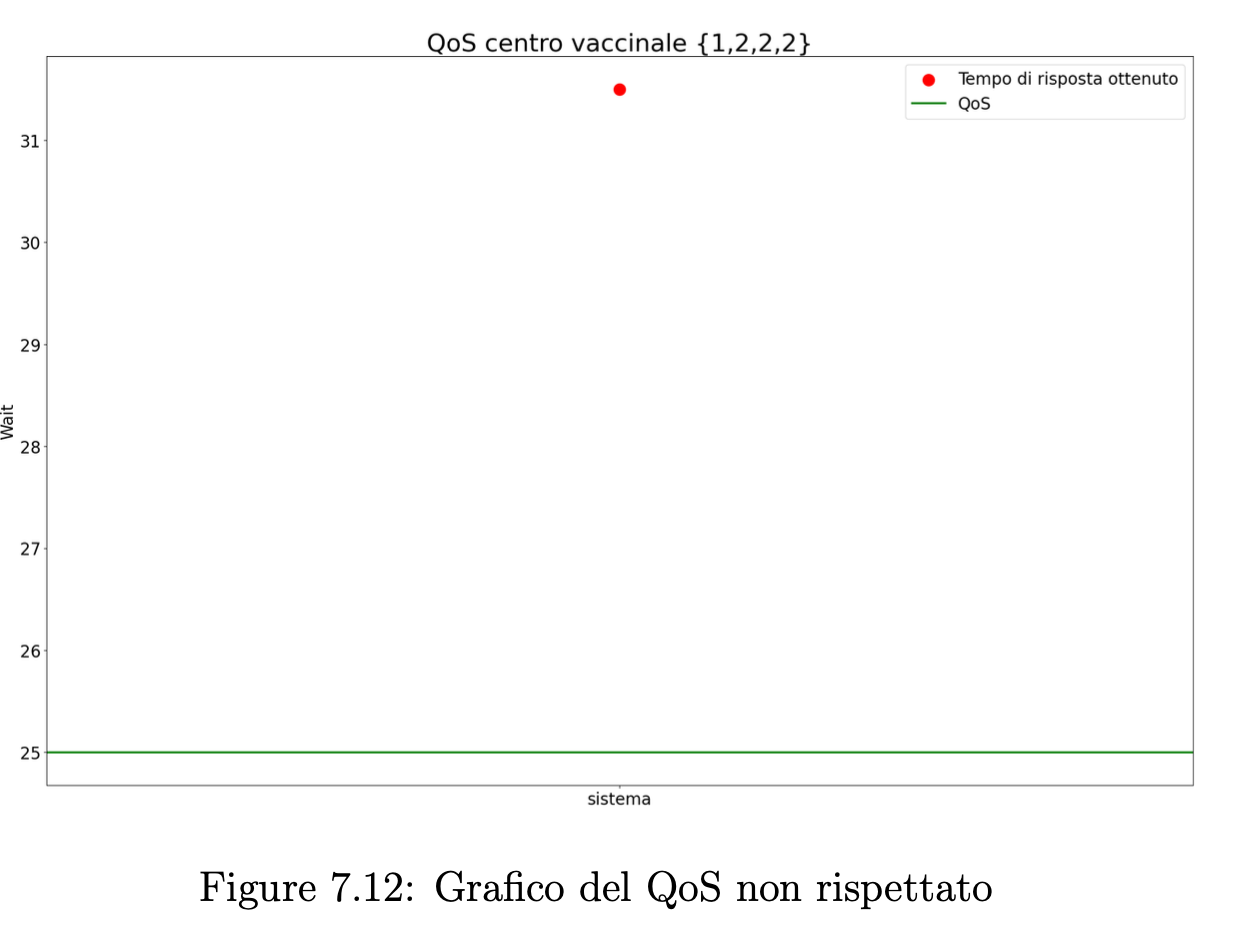 QoS centro vaccinale {1,2,2,2}
Tempo di risposta ottenuto
QoS
31
30
29
28
Wait
27
26
25
sistema
Figure 7.12: Grafico del QoS non rispettato